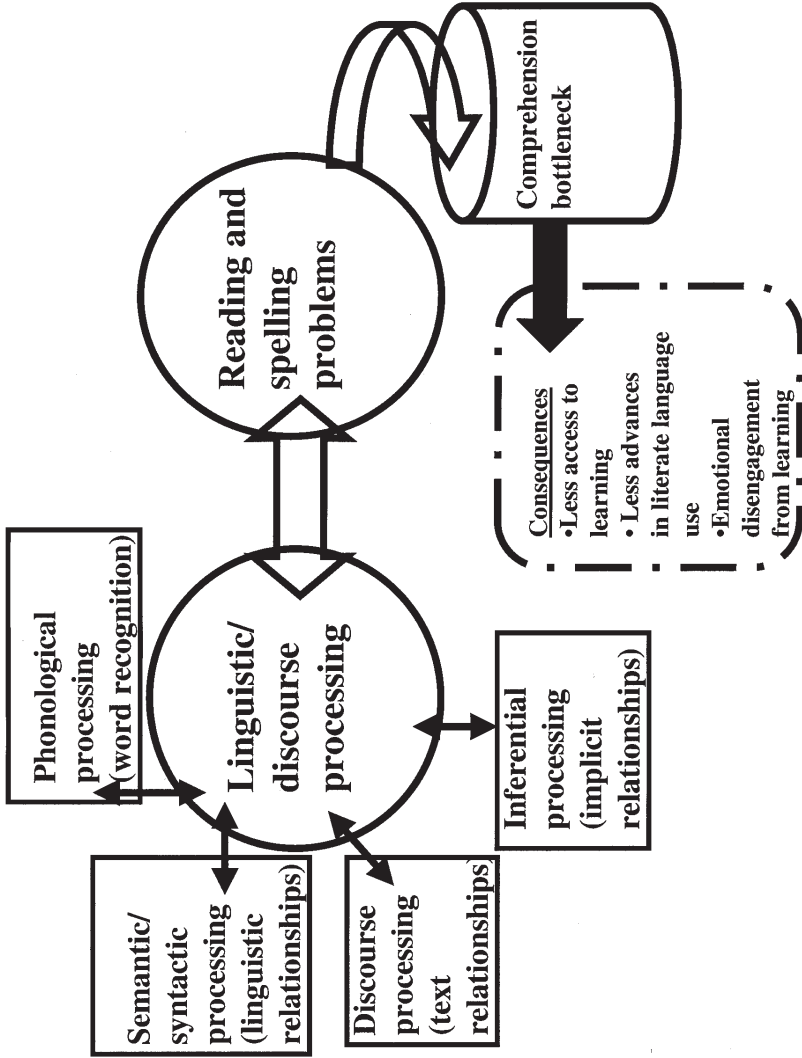 Phonological
processing
(word recognition)
Semantic/
syntactic
processing
(linguistic
relationships)
Linguistic/
discourse
processing
Discourse
processing
(text
relationships)
Inferential
processing
(implicit
relationships)
Reading and
spelling
problems
Comprehension
bottleneck
Consequences
•Less access to
learning
• Less advances
in literate language
use
•Emotional
disengagement
from learning